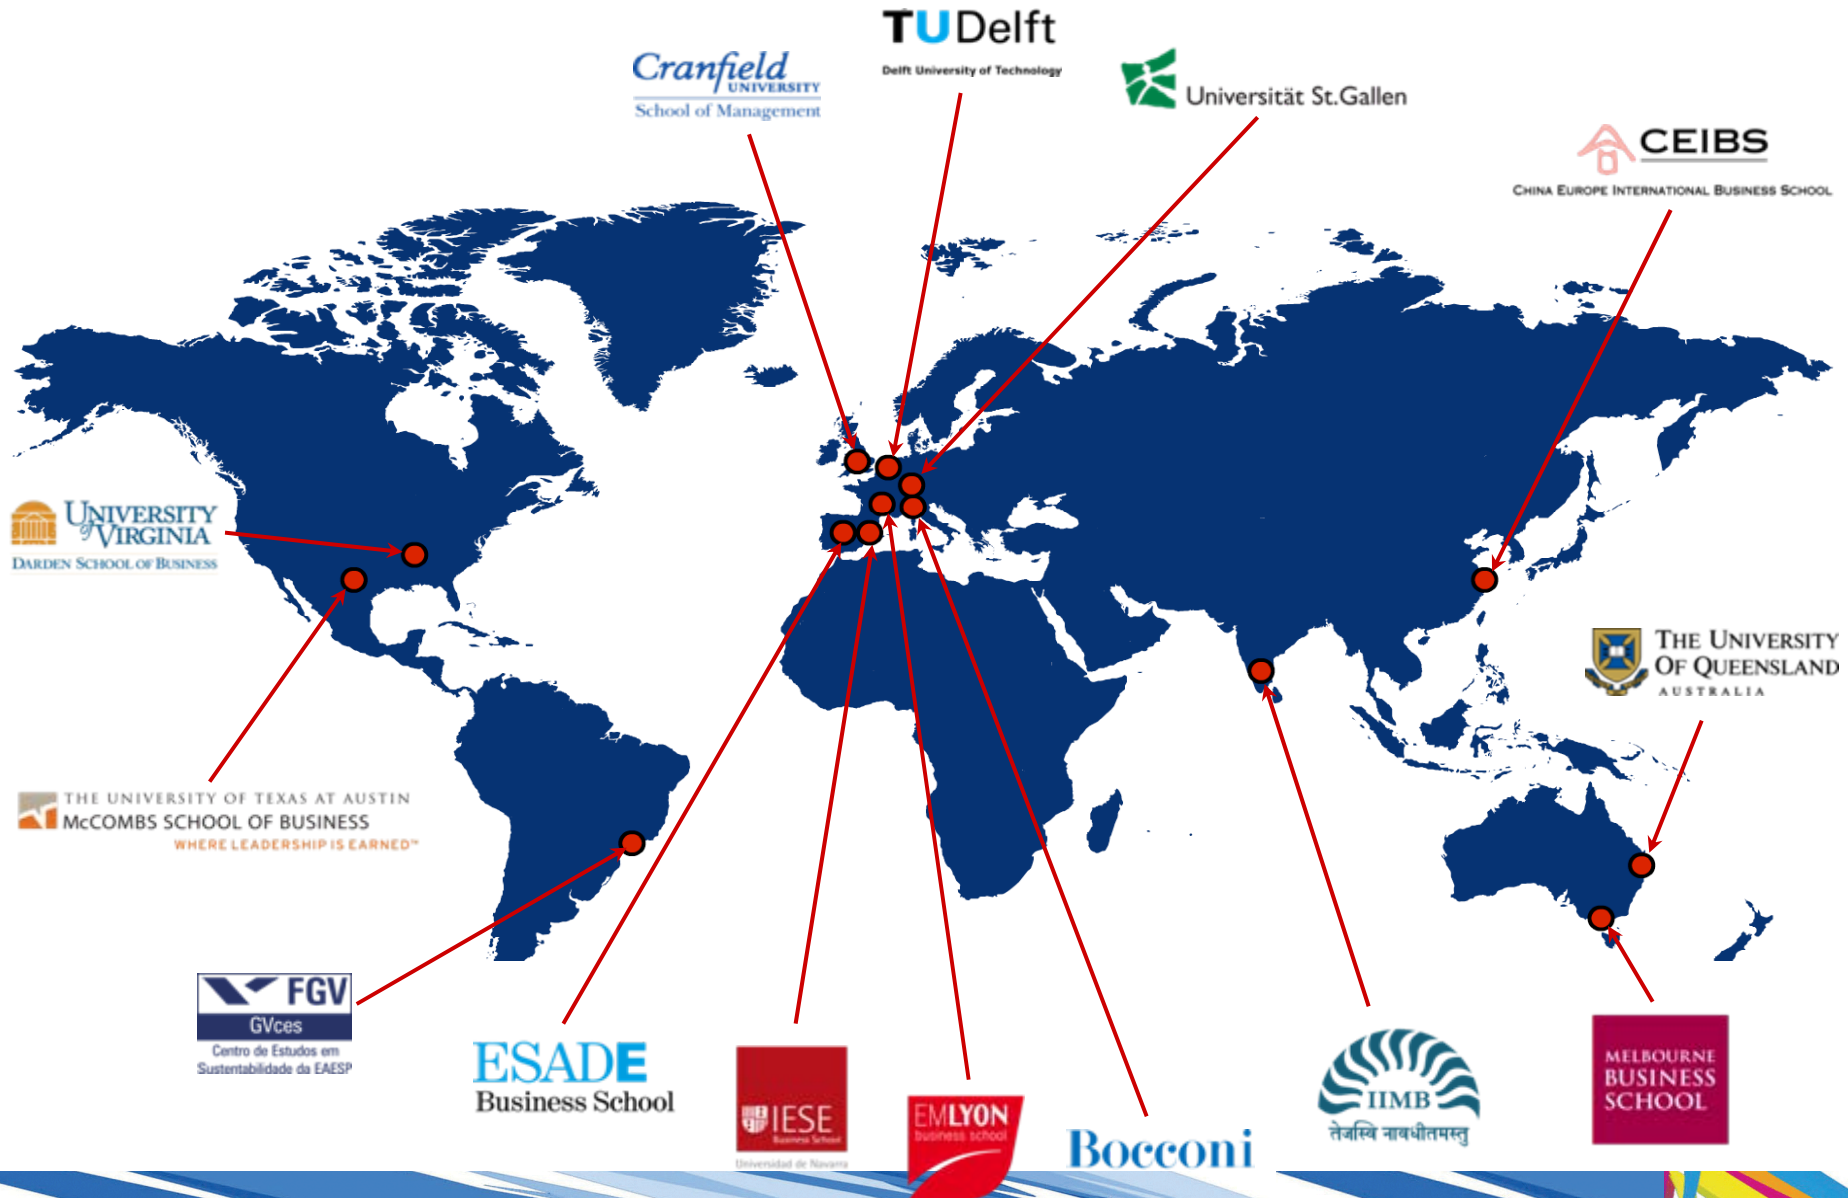 TUDelft
Delft University of Technology
Cranfield
UNIVERSITY
School of Management
Universität St.Gallen
CEIBS
CHINA EUROPE INTERNATIONAL BUSINESS SCHOOL
UNIVERSITY
of VIRGINIA
DARDEN SCHOOL OF BUSINESS
THE UNIVERSITY
OF QUEENSLAND
AUSTRALIA
THE UNIVERSITY OF TEXAS AT AUSTIN
McCOMBS SCHOOL OF BUSINESS
WHERE LEADERSHIP IS EARNED™
FGV
GVces
Centro de Estudos em
Sustentabilidade da EAESP
ESADE
Business School
IESE
Business School
Universidad de Navarra
EMLYON
business school
Bocconi
IIMB
तेजस्वि नावधीतमस्तु
MELBOURNE
BUSINESS
SCHOOL